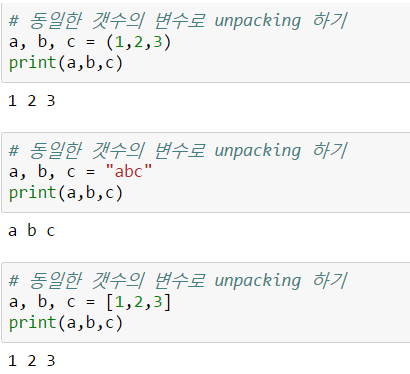 # 동일한 갯수의 변수로 unpacking 하기
a, b, c = (1,2,3)
print(a,b,c)
1 2 3
# 동일한 갯수의 변수로 unpacking 하기
a, b, c = "abc"
print(a,b,c)
a b c
# 동일한 갯수의 변수로 unpacking 하기
a, b, c = [1,2,3]
print(a,b,c)
1 2 3